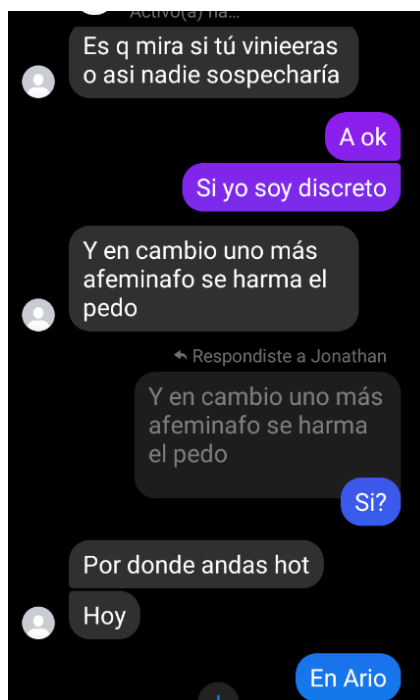 Activo(a) ha...
Es q mira si tú vinieeras
o asi nadie sospecharía
A ok
Si yo soy discreto
Y en cambio uno más
afeminafo se harma el
pedo
Respondiste a Jonathan
Y en cambio uno más
afeminafo se harma
el pedo
Si?
Por donde andas hot
Hoy
En Ario